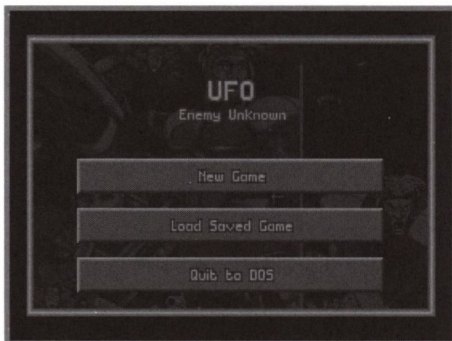 UFO
Enemy Unknown
New Game
Load Saved Game
Quit to DOS